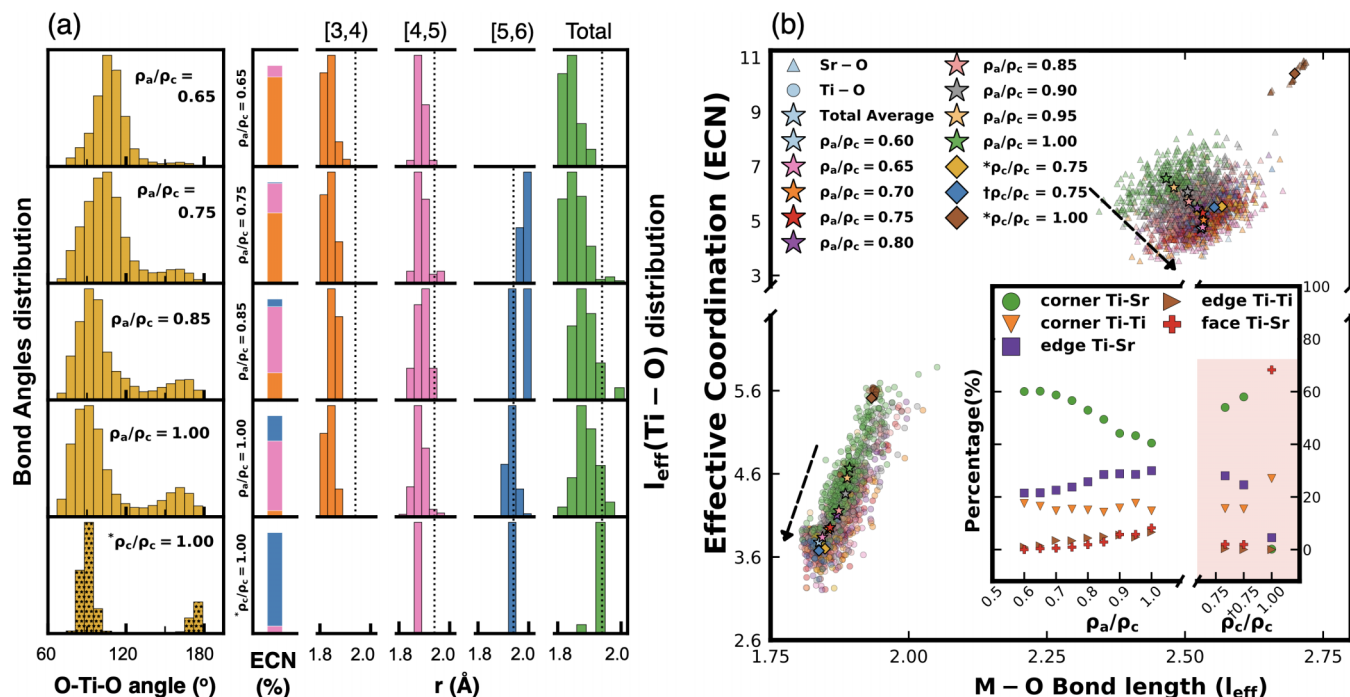 (a)
[3,4)
[4,5)
[5,6)
Total
Bond Angles distribution
ρa/ρc =
0.65
ρa/ρc =
0.75
ρa/ρc = 0.85
ρa/ρc = 1.00
*ρc/ρc = 1.00
60
120
180
O-Ti-O angle (º)
ρa/ρc = 0.65
ρa/ρc = 0.75
ρa/ρc = 0.85
ρa/ρc = 1.00
*ρc/ρc = 1.00
ECN
(%)
1.8 2.0
1.8 2.0
1.8 2.0
1.8 2.0
r (Å)
leff(Ti − O) distribution
(b)
Effective Coordination (ECN)
11
9
7
5
3
5.6
4.6
3.6
2.6
Sr − O
Ti − O
Total Average
ρa/ρc = 0.60
ρa/ρc = 0.65
ρa/ρc = 0.70
ρa/ρc = 0.75
ρa/ρc = 0.80
ρa/ρc = 0.85
ρa/ρc = 0.90
ρa/ρc = 0.95
ρa/ρc = 1.00
*ρc/ρc = 0.75
†ρc/ρc = 0.75
*ρc/ρc = 1.00
corner Ti-Sr
corner Ti-Ti
edge Ti-Sr
edge Ti-Ti
face Ti-Sr
Percentage(%)
100
80
60
40
20
0
0.5
0.6
0.7
0.8
0.9
1.0
ρa/ρc
0.75
†0.75
1.00
ρc/ρc
1.75
2.00
2.25
2.50
2.75
M − O Bond length (leff)